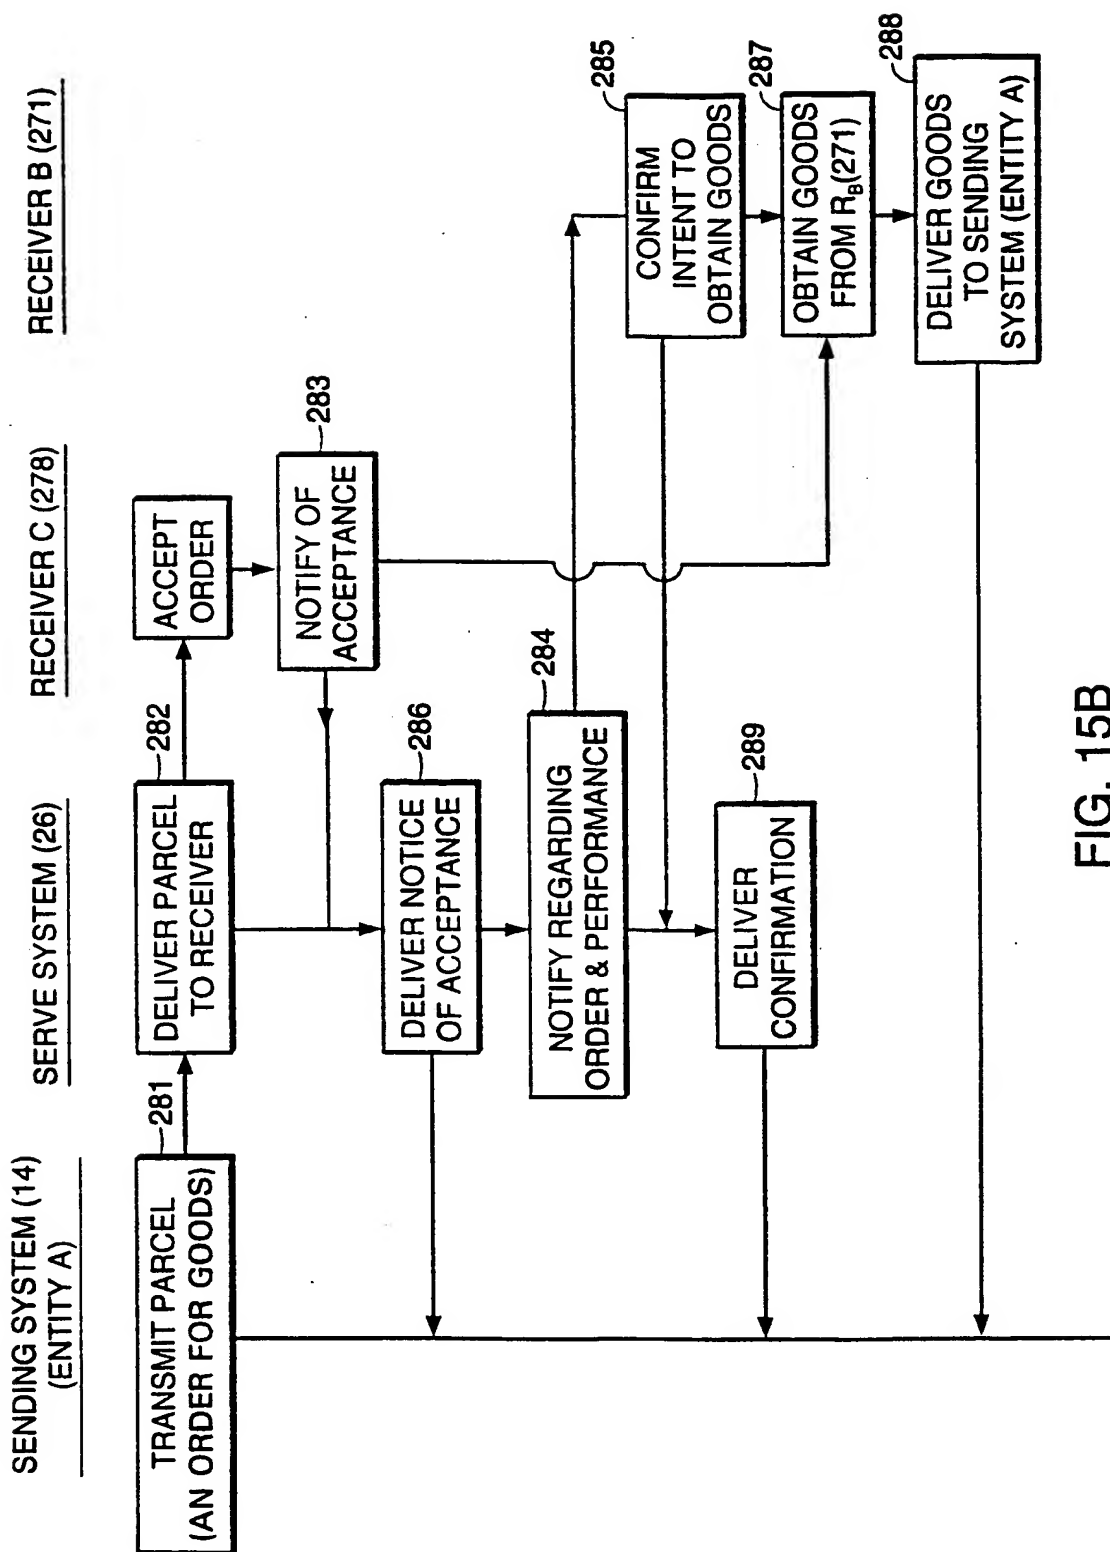 SENDING SYSTEM (14)
(ENTITY A)
SERVE SYSTEM (26)
RECEIVER C (278)
RECEIVER B (271)
TRANSMIT PARCEL
(AN ORDER FOR GOODS)
281
DELIVER PARCEL
TO RECEIVER
282
ACCEPT
ORDER
NOTIFY OF
ACCEPTANCE
283
DELIVER NOTICE
OF ACCEPTANCE
286
NOTIFY REGARDING
ORDER & PERFORMANCE
284
CONFIRM
INTENT TO
OBTAIN GOODS
285
DELIVER
CONFIRMATION
289
OBTAIN GOODS
FROM RB(271)
287
DELIVER GOODS
TO SENDING
SYSTEM (ENTITY A)
288
FIG. 15B